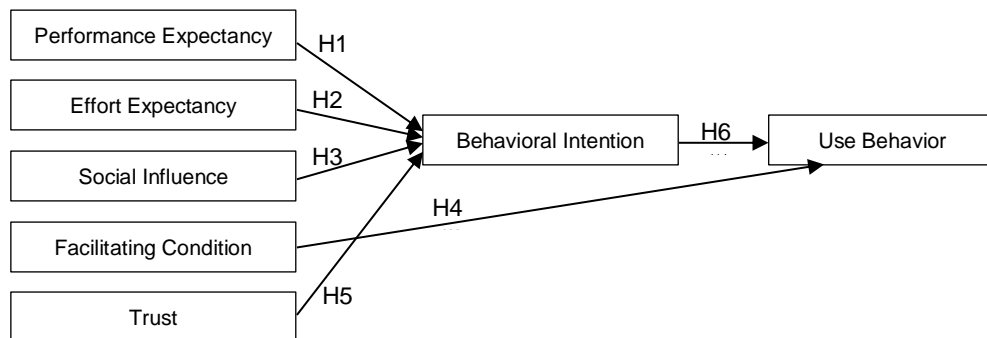 Performance Expectancy
H1
Effort Expectancy
H2
Behavioral Intention
H6
Use Behavior
H3
Social Influence
H4
Facilitating Condition
H5
Trust